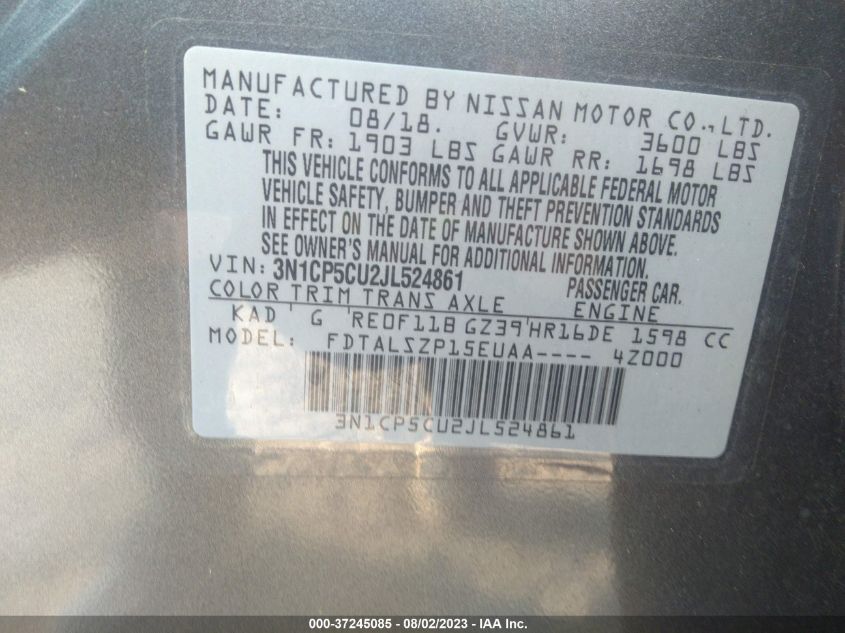 MANUFACTURED BY NISSAN MOTOR CO., LTD.
DATE: 08/18. GVWR: 3600 LBS
GAWR FR: 1903 LBS GAWR RR: 1698 LBS
THIS VEHICLE CONFORMS TO ALL APPLICABLE FEDERAL MOTOR
VEHICLE SAFETY, BUMPER AND THEFT PREVENTION STANDARDS
IN EFFECT ON THE DATE OF MANUFACTURE SHOWN ABOVE.
SEE OWNER'S MANUAL FOR ADDITIONAL INFORMATION.
VIN: 3N1CP5CU2JL524861 PASSENGER CAR.
COLOR TRIM TRANS AXLE ENGINE
KAD ' G ' RE0F11B GZ39 ' HR16DE 1598 CC
MODEL: FDTALSZP15EUAA---- 4Z000
3N1CP5CU2JL524861
000-37245085 - 08/02/2023 - IAA Inc.